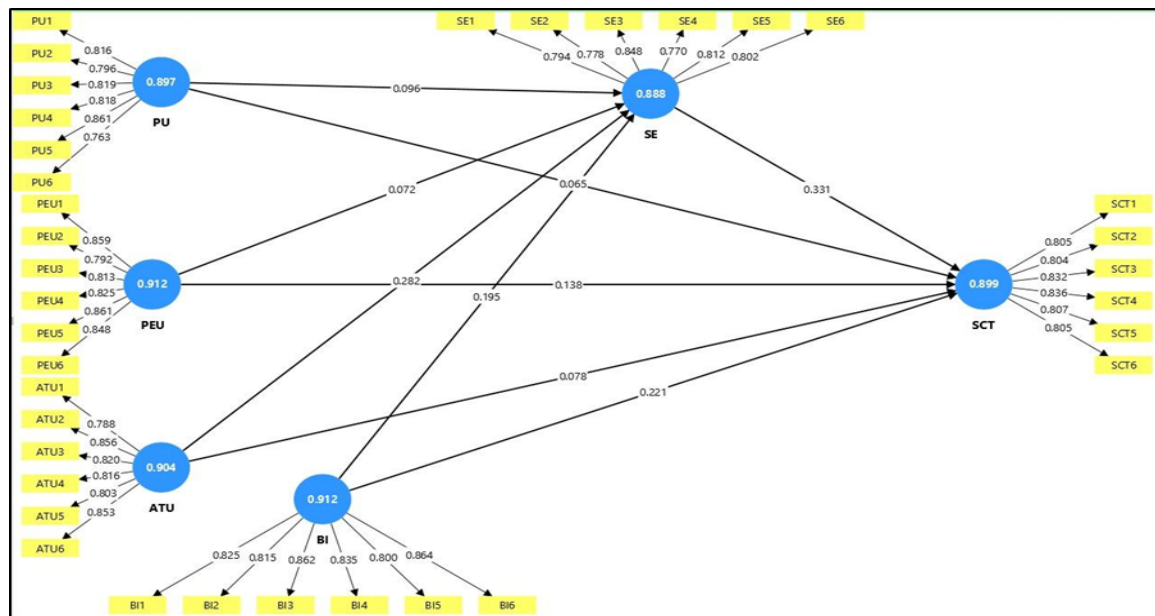 PU1
PU2
PU3
PU4
PU5
PU6
0.816
0.796
0.819
0.818
0.861
0.763
0.897
PU
SE1
SE2
SE3
SE4
SE5
SE6
0.794
0.778
0.848
0.770
0.812
0.802
0.888
SE
0.096
0.072
0.065
0.331
0.282
0.195
0.138
0.078
0.221
PEU1
PEU2
PEU3
PEU4
PEU5
PEU6
0.859
0.792
0.813
0.825
0.861
0.848
0.912
PEU
SCT1
SCT2
SCT3
SCT4
SCT5
SCT6
0.805
0.804
0.832
0.836
0.807
0.805
0.899
SCT
ATU1
ATU2
ATU3
ATU4
ATU5
ATU6
0.788
0.856
0.820
0.816
0.803
0.853
0.904
ATU
0.912
BI
0.825
0.815
0.862
0.835
0.800
0.864
BI1
BI2
BI3
BI4
BI5
BI6